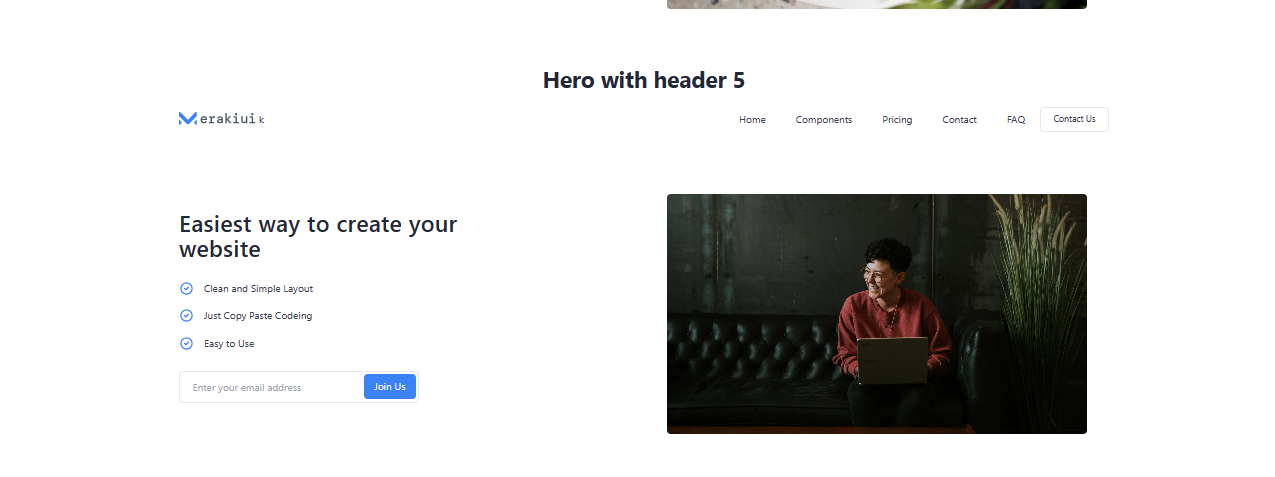 Hero with header 5
erakiui k
Home Components Pricing Contact FAQ Contact Us
Easiest way to create your
website
Clean and Simple Layout
Just Copy Paste Codeing
Easy to Use
Enter your email address Join Us